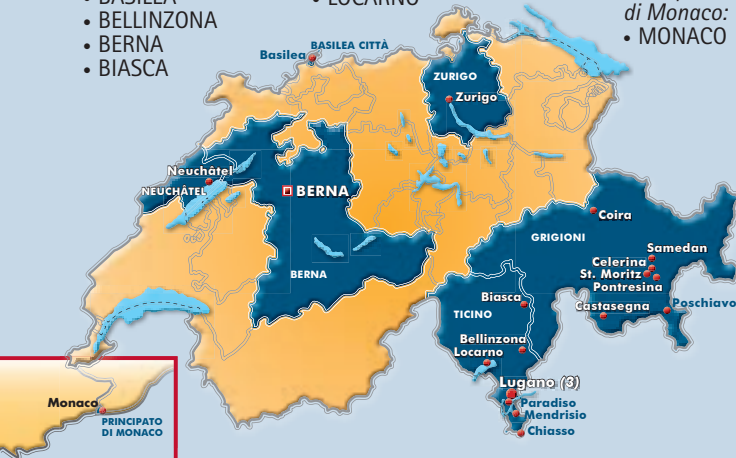 • BASILEA
• BELLINZONA
• BERNA
• BIASCA
• LOCARNO
di Monaco:
• MONACO
BASILEA CITTÀ
Basilea
ZURIGO
Zurigo
Neuchâtel
NEUCHÂTEL
BERNA
BERNA
Coira
GRIGIONI
Samedan
Celerina
St. Moritz
Pontresina
Castasegna
Poschiavo
Biasca
TICINO
Bellinzona
Locarno
Lugano (3)
Paradiso
Mendrisio
Chiasso
Monaco
PRINCIPATO
DI MONACO